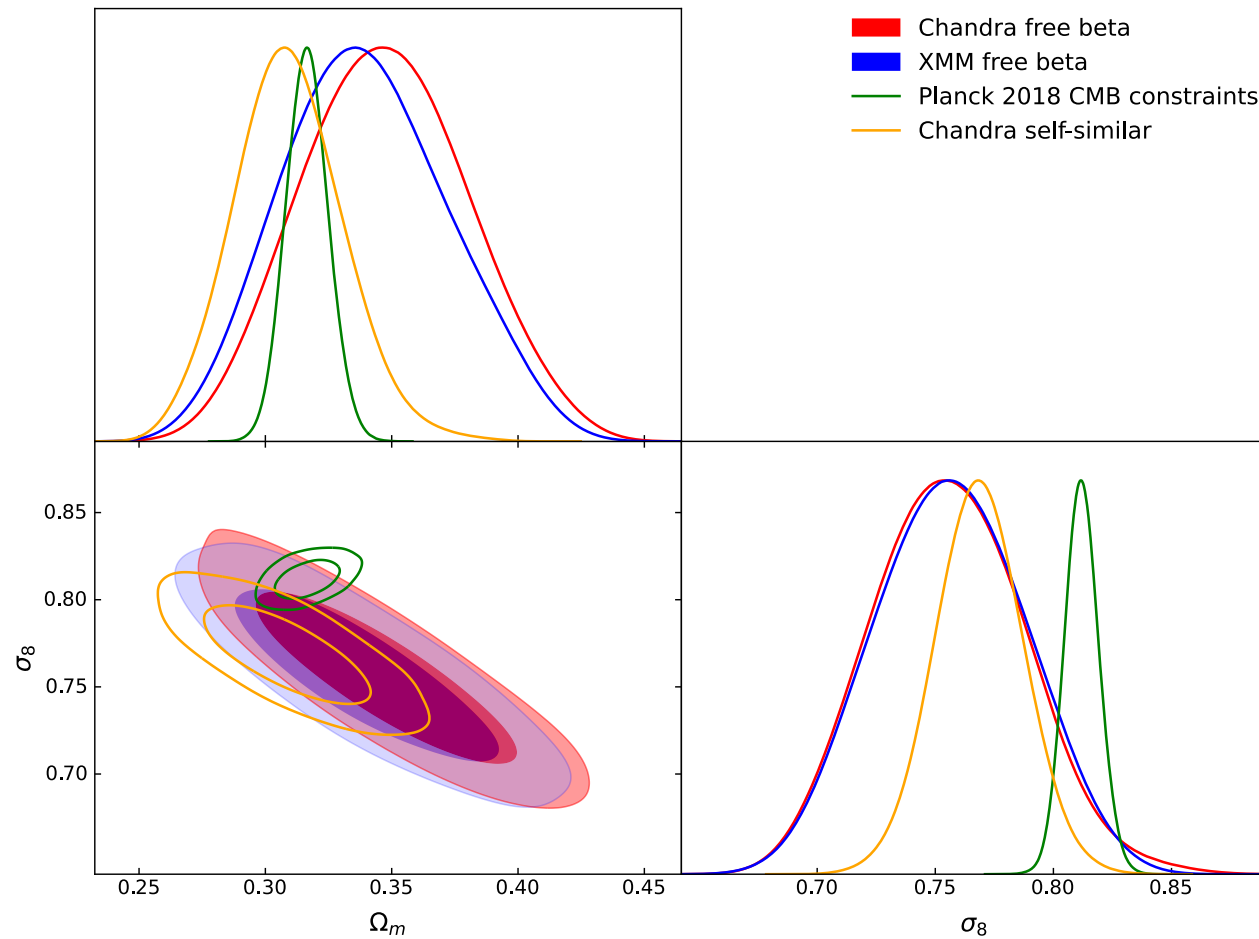 Chandra free beta
XMM free beta
Planck 2018 CMB constraints
Chandra self-similar
0.85
0.80
0.75
0.70
σ₈
0.25 0.30 0.35 0.40 0.45
Ωₘ
0.70 0.75 0.80 0.85
σ₈